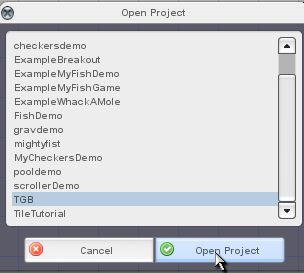 Open Project
checkersdemo
ExampleBreakout
ExampleMyFishDemo
ExampleMyFishGame
ExampleWhackAMole
FishDemo
gravdemo
mightyfist
MyCheckersDemo
pooldemo
scrollerDemo
TGB
TileTutorial
Cancel
Open Project